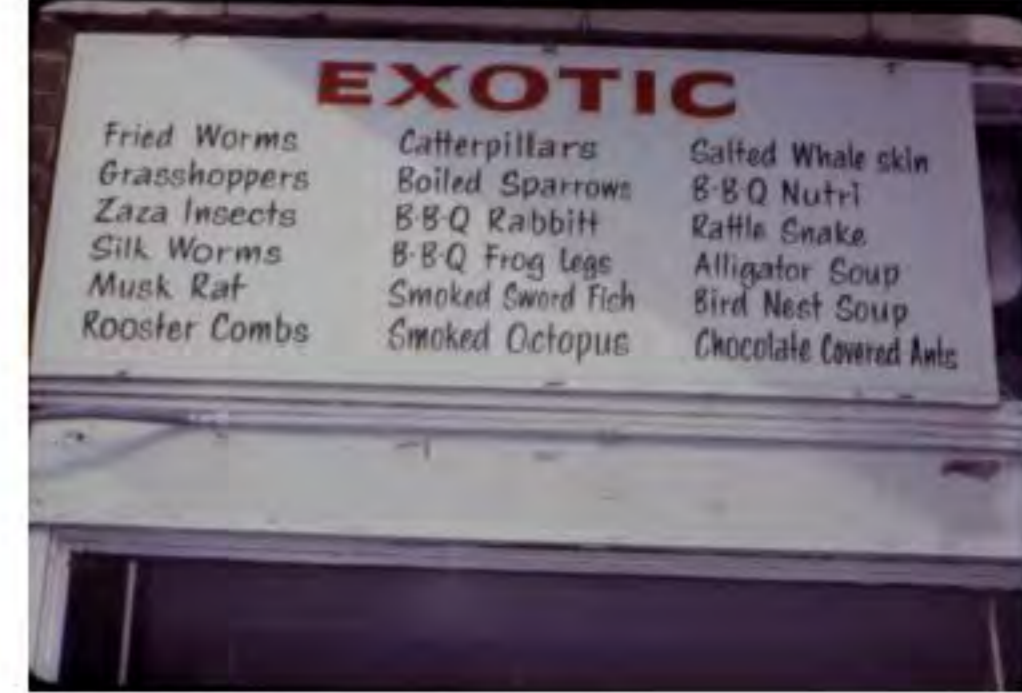 EXOTIC
Fried Worms
Grasshoppers
Zaza Insects
Silk Worms
Musk Rat
Rooster Combs
Catterpillars
Boiled Sparrows
B-B-Q Rabbitt
B-B-Q Frog legs
Smoked Sword Fich
Smoked Octopus
Salted Whale skin
B-B-Q Nutri
Rattle Snake
Alligator Soup
Bird Nest Soup
Chocolate Covered Ants